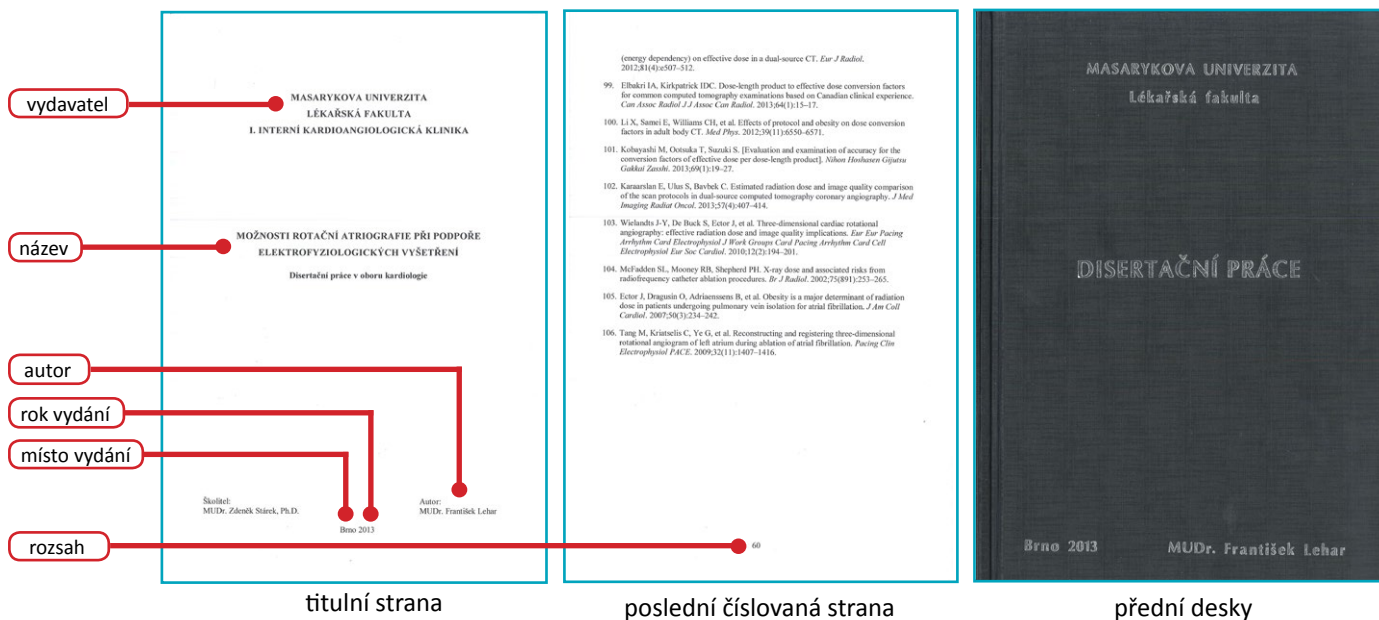 vydavatel
název
autor
rok vydání
místo vydání
rozsah
MASARYKOVA UNIVERZITA
LÉKAŘSKÁ FAKULTA
I. INTERNÍ KARDIOANGIOLOGICKÁ KLINIKA
MOŽNOSTI ROTAČNÍ ATRIOGRAFIE PŘI PODPOŘE
ELEKTROFYZIOLOGICKÝCH VYŠETŘENÍ
Disertační práce v oboru kardiologie
Školitel:
MUDr. Zdeněk Stárek, Ph.D.
Autor:
MUDr. František Lehar
Brno 2013
titulní strana
(energy dependency) on effective dose in a dual-source CT. Eur J Radiol.
2012;81(4):e507–512.
99. Elbakri IA, Kirkpatrick IDC. Dose-length product to effective dose conversion factors
for common computed tomography examinations based on Canadian clinical experience.
Can Assoc Radiol J J Assoc Can Radiol. 2013;64(1):15–17.
100. Li X, Samei E, Williams CH, et al. Effects of protocol and obesity on dose conversion
factors in adult body CT. Med Phys. 2012;39(11):6550–6571.
101. Kobayashi M, Ootsuka T, Suzuki S. [Evaluation and examination of accuracy for the
conversion factors of effective dose per dose-length product]. Nihon Hoshasen Gijutsu
Gakkai Zasshi. 2013;69(1):19–27.
102. Karaarslan E, Ulus S, Bavbek C. Estimated radiation dose and image quality comparison
of the scan protocols in dual-source computed tomography coronary angiography. J Med
Imaging Radiat Oncol. 2013;57(4):407–414.
103. Wielandts J-Y, De Buck S, Ector J, et al. Three-dimensional cardiac rotational
angiography: effective radiation dose and image quality implications. Eur Eur Pacing
Arrhythm Card Electrophysiol J Work Groups Card Pacing Arrhythm Card Cell
Electrophysiol Eur Soc Cardiol. 2010;12(2):194–201.
104. McFadden SL, Mooney RB, Shepherd PH. X-ray dose and associated risks from
radiofrequency catheter ablation procedures. Br J Radiol. 2002;75(891):253–265.
105. Ector J, Dragusin O, Adriaenssens B, et al. Obesity is a major determinant of radiation
dose in patients undergoing pulmonary vein isolation for atrial fibrillation. J Am Coll
Cardiol. 2007;50(3):234–242.
106. Tang M, Kriatselis C, Ye G, et al. Reconstructing and registering three-dimensional
rotational angiogram of left atrium during ablation of atrial fibrillation. Pacing Clin
Electrophysiol PACE. 2009;32(11):1407–1416.
60
poslední číslovaná strana
MASARYKOVA UNIVERZITA
Lékařská fakulta
DISERTAČNÍ PRÁCE
Brno 2013
MUDr. František Lehar
přední desky